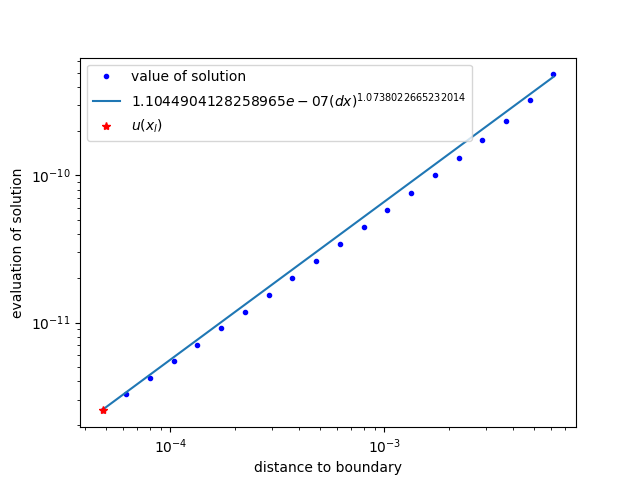 value of solution
1.1044904128258965e − 07(dx)^1.0738022665232014
u(x_l)
evaluation of solution
10^−10
10^−11
10^−4
10^−3
distance to boundary